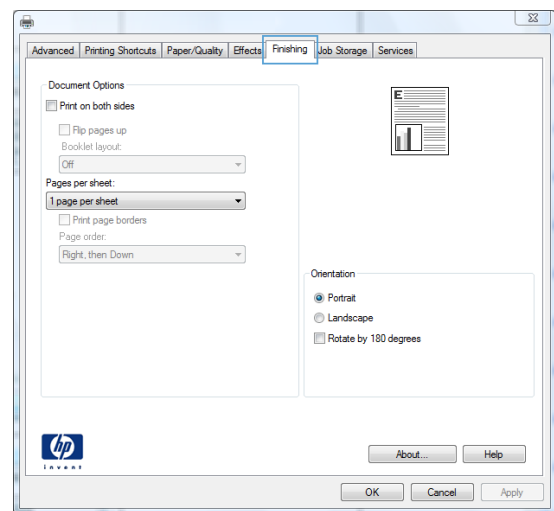 Advanced Printing Shortcuts Paper/Quality Effects Finishing Job Storage Services
Document Options
Print on both sides
Flip pages up
Booklet layout:
Off
Pages per sheet:
1 page per sheet
Print page borders
Page order:
Right, then Down
E
Orientation
Portrait
Landscape
Rotate by 180 degrees
hp
invent
About... Help
OK Cancel Apply